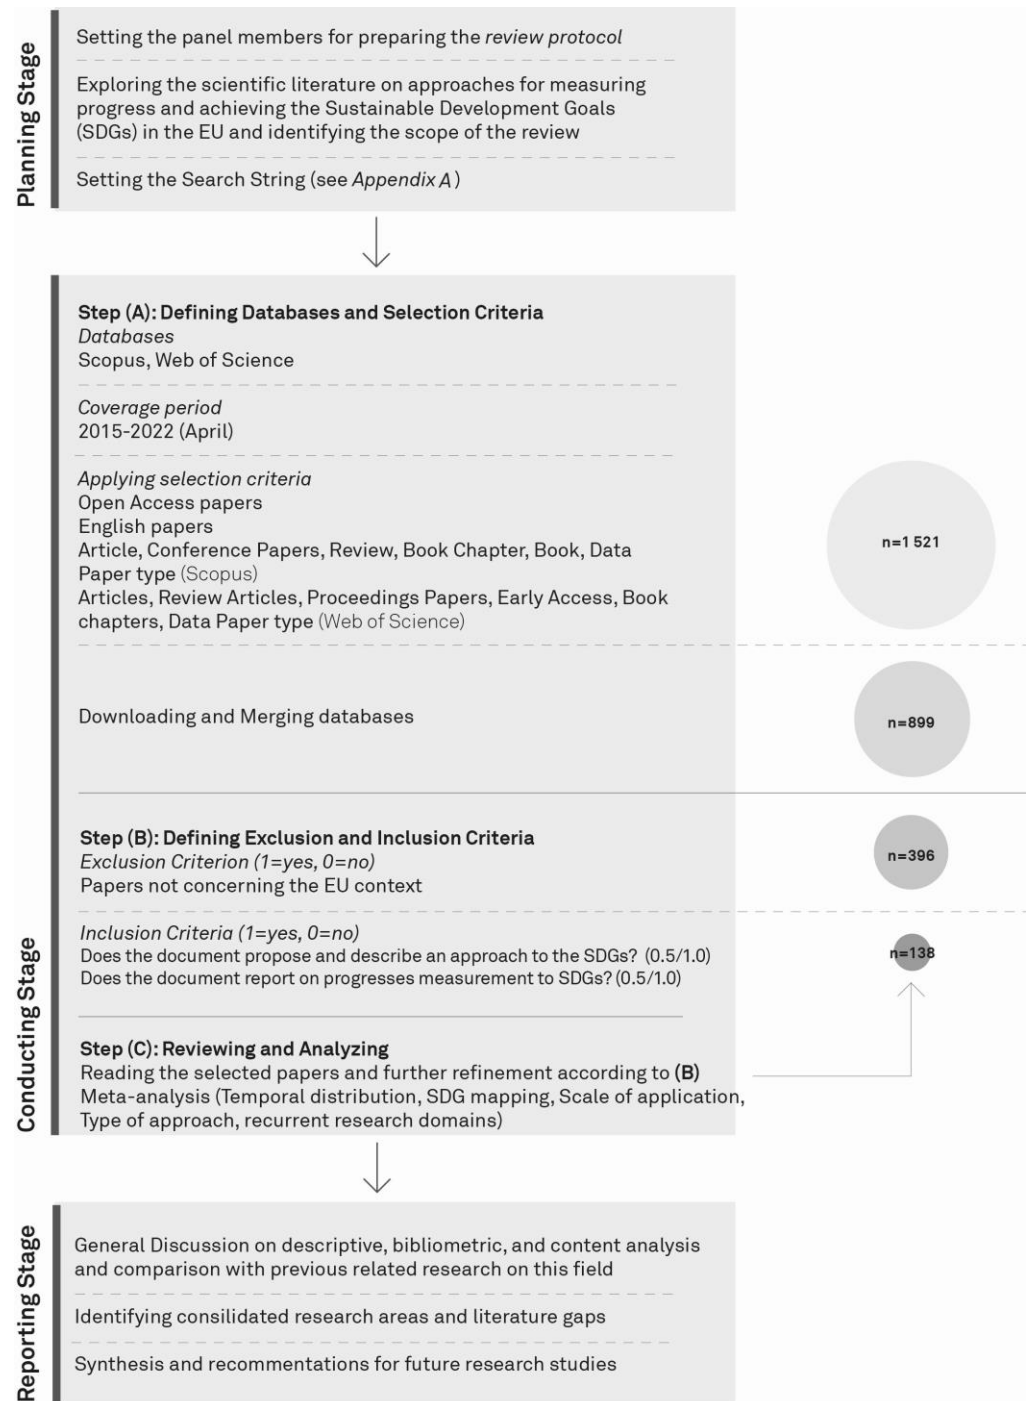 Planning Stage
Setting the panel members for preparing the review protocol
Exploring the scientific literature on approaches for measuring
progress and achieving the Sustainable Development Goals
(SDGs) in the EU and identifying the scope of the review
Setting the Search String (see Appendix A)
Conducting Stage
Step (A): Defining Databases and Selection Criteria
Databases
Scopus, Web of Science
Coverage period
2015-2022 (April)
Applying selection criteria
Open Access papers
English papers
Article, Conference Papers, Review, Book Chapter, Book, Data
Paper type (Scopus)
Articles, Review Articles, Proceedings Papers, Early Access, Book
chapters, Data Paper type (Web of Science)
n=1 521
Downloading and Merging databases
n=899
Step (B): Defining Exclusion and Inclusion Criteria
Exclusion Criterion (1=yes, 0=no)
Papers not concerning the EU context
n=396
Inclusion Criteria (1=yes, 0=no)
Does the document propose and describe an approach to the SDGs? (0.5/1.0)
Does the document report on progresses measurement to SDGs? (0.5/1.0)
n=138
Step (C): Reviewing and Analyzing
Reading the selected papers and further refinement according to (B)
Meta-analysis (Temporal distribution, SDG mapping, Scale of application,
Type of approach, recurrent research domains)
Reporting Stage
General Discussion on descriptive, bibliometric, and content analysis
and comparison with previous related research on this field
Identifying consilidated research areas and literature gaps
Synthesis and recommentations for future research studies